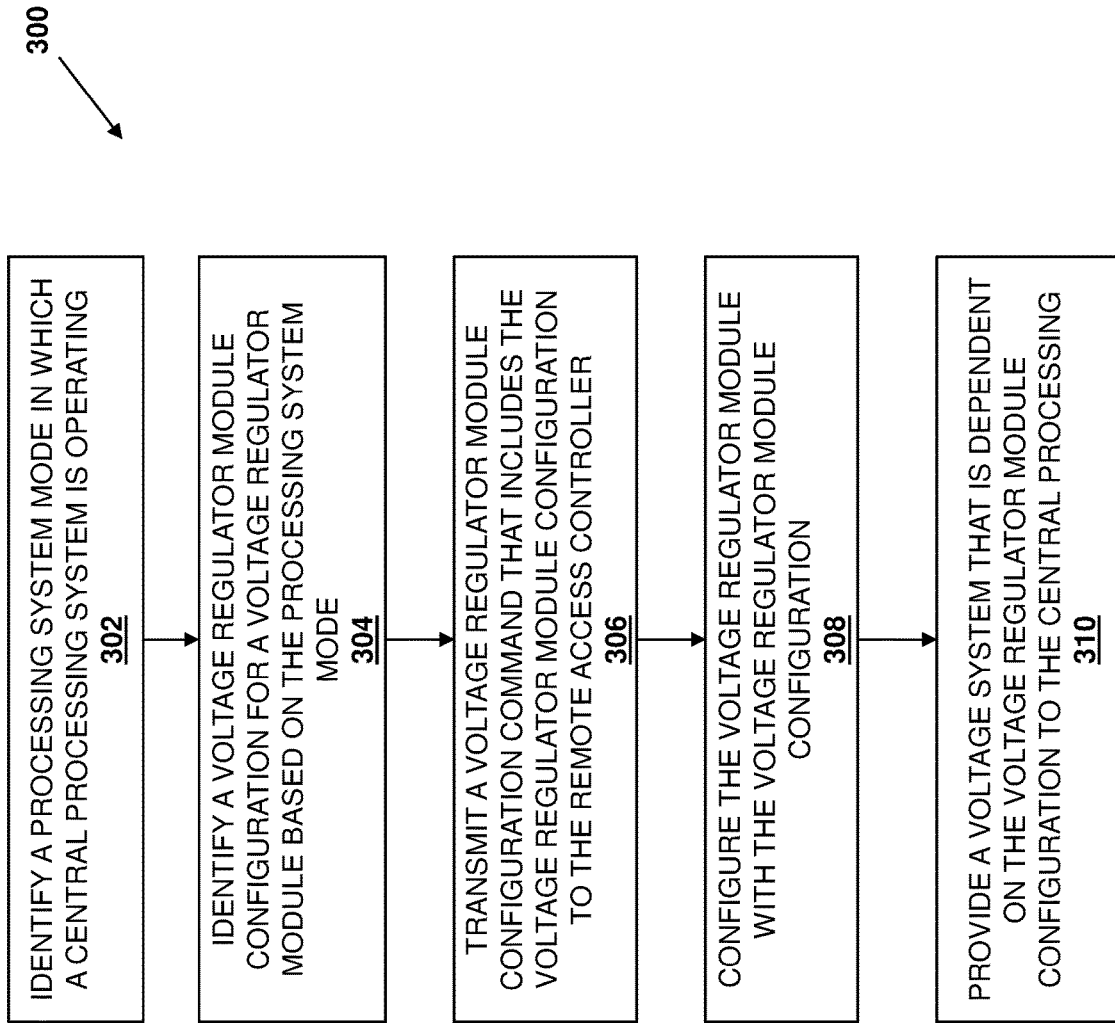 300
IDENTIFY A PROCESSING SYSTEM MODE IN WHICH
A CENTRAL PROCESSING SYSTEM IS OPERATING
302
IDENTIFY A VOLTAGE REGULATOR MODULE
CONFIGURATION FOR A VOLTAGE REGULATOR
MODULE BASED ON THE PROCESSING SYSTEM
MODE
304
TRANSMIT A VOLTAGE REGULATOR MODULE
CONFIGURATION COMMAND THAT INCLUDES THE
VOLTAGE REGULATOR MODULE CONFIGURATION
TO THE REMOTE ACCESS CONTROLLER
306
CONFIGURE THE VOLTAGE REGULATOR MODULE
WITH THE VOLTAGE REGULATOR MODULE
CONFIGURATION
308
PROVIDE A VOLTAGE SYSTEM THAT IS DEPENDENT
ON THE VOLTAGE REGULATOR MODULE
CONFIGURATION TO THE CENTRAL PROCESSING
310